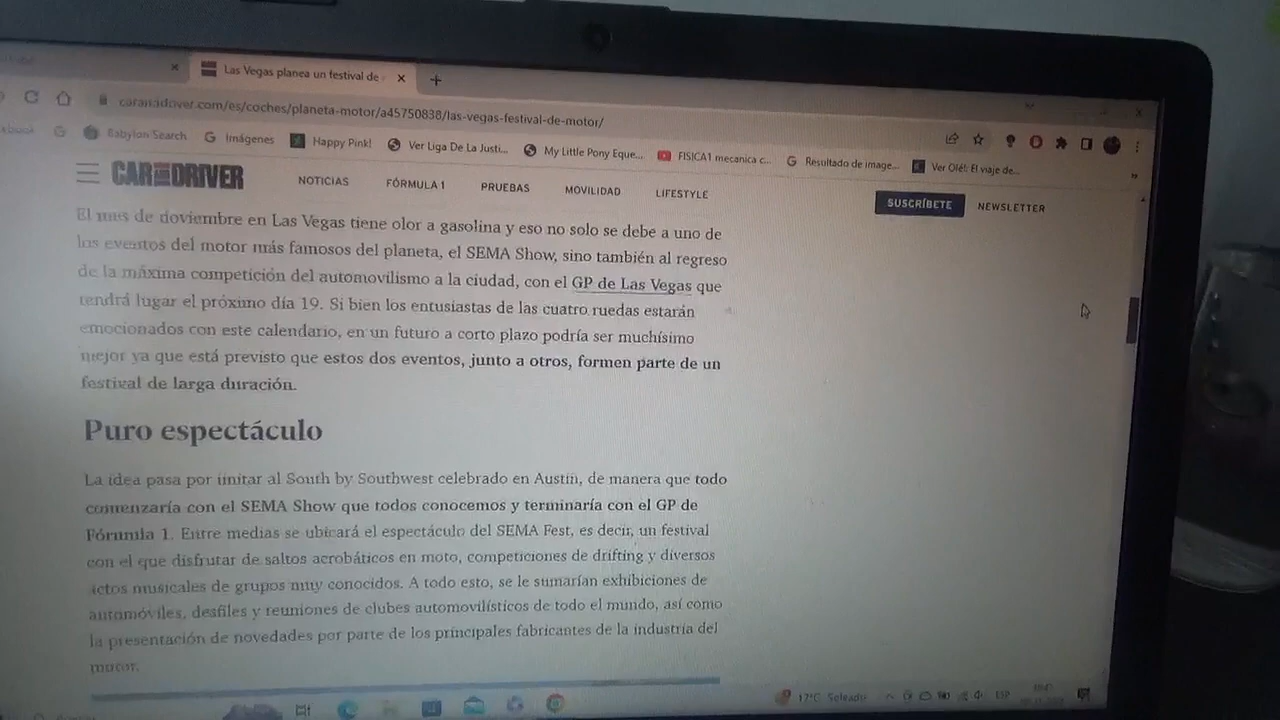 Las Vegas planea un festival de
caranddriver.com/es/coches/planeta-motor/a45750838/las-vegas-festival-de-motor/
Babylon Search Imágenes Happy Pink! Ver Liga De La Justi... My Little Pony Eque... FISICA1 mecanica c... Resultado de image... Ver Olé!: El viaje de...
CAR AND DRIVER NOTICIAS FÓRMULA 1 PRUEBAS MOVILIDAD LIFESTYLE SUSCRÍBETE NEWSLETTER
El mes de noviembre en Las Vegas tiene olor a gasolina y eso no solo se debe a uno de
los eventos del motor más famosos del planeta, el SEMA Show, sino también al regreso
de la máxima competición del automovilismo a la ciudad, con el GP de Las Vegas que
tendrá lugar el próximo día 19. Si bien los entusiastas de las cuatro ruedas estarán
emocionados con este calendario, en un futuro a corto plazo podría ser muchísimo
mejor ya que está previsto que estos dos eventos, junto a otros, formen parte de un
festival de larga duración.
Puro espectáculo
La idea pasa por imitar al South by Southwest celebrado en Austin, de manera que todo
comenzaría con el SEMA Show que todos conocemos y terminaría con el GP de
Fórmula 1. Entre medias se ubicará el espectáculo del SEMA Fest, es decir, un festival
con el que disfrutar de saltos acrobáticos en moto, competiciones de drifting y diversos
actos musicales de grupos muy conocidos. A todo esto, se le sumarían exhibiciones de
automóviles, desfiles y reuniones de clubes automovilísticos de todo el mundo, así como
la presentación de novedades por parte de los principales fabricantes de la industria del
motor.
17°C Soleado ESP